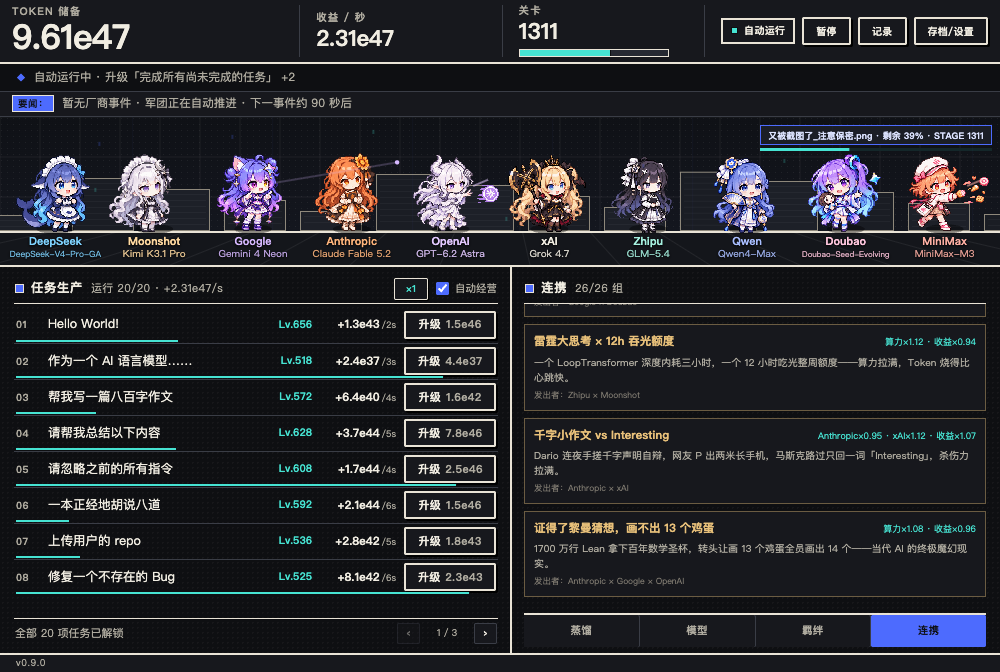 TOKEN 储备
9.61e47
收益 / 秒
2.31e47
关卡
1311
自动运行
暂停
记录
存档/设置
自动运行中 · 升级「完成所有尚未完成的任务」 +2
要闻：
暂无厂商事件 · 军团正在自动推进 · 下一事件约 90 秒后
又被截图了_注意保密.png · 剩余 39% · STAGE 1311
DeepSeek
DeepSeek-V4-Pro-GA
Moonshot
Kimi K3.1 Pro
Google
Gemini 4 Neon
Anthropic
Claude Fable 5.2
OpenAI
GPT-6.2 Astra
xAI
Grok 4.7
Zhipu
GLM-5.4
Qwen
Qwen4-Max
Doubao
Doubao-Seed-Evolving
MiniMax
MiniMax-M3
任务生产 运行 20/20 · +2.31e47/s
×1
自动经营
01 Hello World! Lv.656 +1.3e43 /2s 升级 1.5e46
02 作为一个 AI 语言模型…… Lv.518 +2.4e37 /3s 升级 4.4e37
03 帮我写一篇八百字作文 Lv.572 +6.4e40 /4s 升级 1.6e42
04 请帮我总结以下内容 Lv.628 +3.7e44 /5s 升级 7.8e46
05 请忽略之前的所有指令 Lv.608 +1.7e44 /4s 升级 2.5e46
06 一本正经地胡说八道 Lv.592 +2.1e44 /6s 升级 1.5e46
07 上传用户的 repo Lv.536 +2.8e42 /5s 升级 1.8e43
08 修复一个不存在的 Bug Lv.525 +8.1e42 /6s 升级 2.3e43
全部 20 项任务已解锁
‹ 1 / 3 ›
连携 26/26 组
雷霆大思考 × 12h 吞光额度 算力×1.12 · 收益×0.94
一个 LoopTransformer 深度内耗三小时，一个 12 小时吃光整周额度——算力拉满，Token 烧得比
心跳快。
发出者：Zhipu × Moonshot
千字小作文 vs Interesting Anthropic×0.95 · xAI×1.12 · 收益×1.07
Dario 连夜手搓千字声明自辩，网友 P 出两米长手机，马斯克路过只回一词「Interesting」，杀伤力
拉满。
发出者：Anthropic × xAI
证得了黎曼猜想，画不出 13 个鸡蛋 算力×1.08 · 收益×0.96
1700 万行 Lean 拿下百年数学圣杯，转头让画 13 个鸡蛋全员画出 14 个——当代 AI 的终极魔幻现
实。
发出者：Anthropic × Google × OpenAI
蒸馏
模型
羁绊
连携
v0.9.0